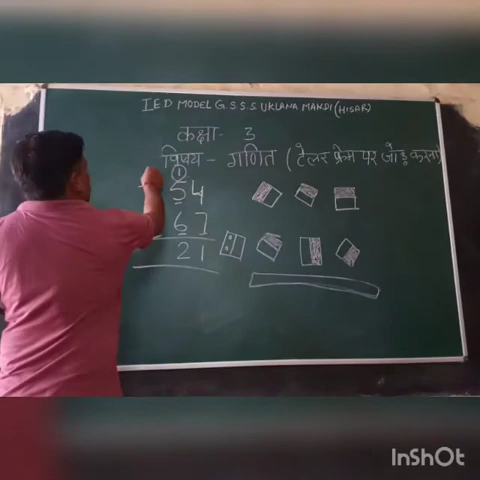 IED MODEL G.S.S.S UKLANA MANDI (HISAR)
कक्षा - 3
विषय - गणित (टेलर फ्रेम पर जोड़ करना)
1
54
67
21
InShOt